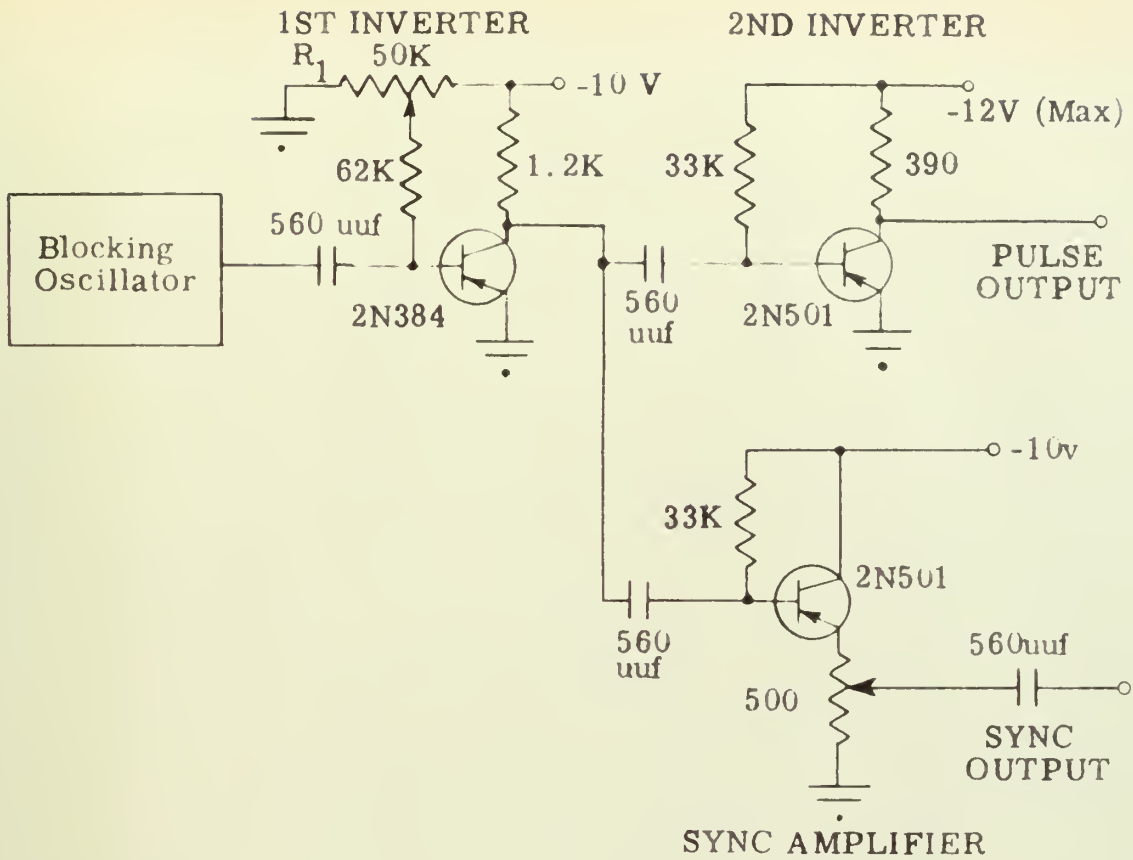 1ST INVERTER
2ND INVERTER
R1
50K
-10 V
-12V (Max)
62K
1.2K
33K
390
Blocking
Oscillator
560 uuf
2N384
560
uuf
2N501
PULSE
OUTPUT
-10v
33K
2N501
560
uuf
500
560uuf
SYNC
OUTPUT
SYNC AMPLIFIER